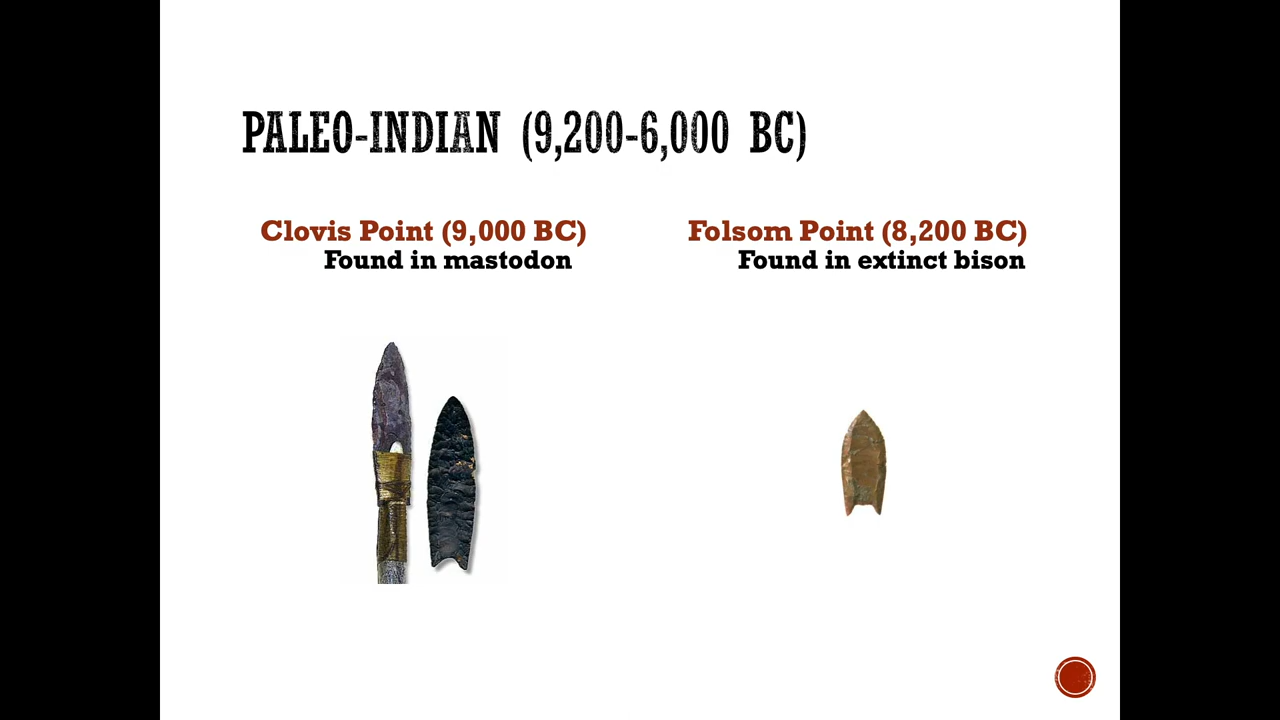 PALEO-INDIAN (9,200-6,000 BC)
Clovis Point (9,000 BC)
Found in mastodon
Folsom Point (8,200 BC)
Found in extinct bison